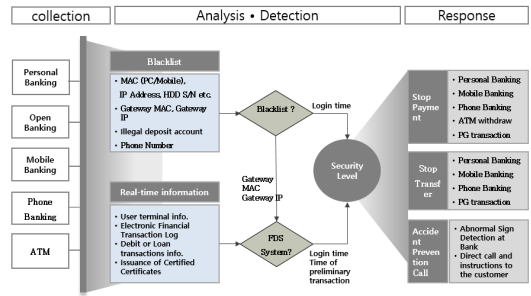 collection
Analysis • Detection
Response
Personal
Banking
Open
Banking
Mobile
Banking
Phone
Banking
ATM
Blacklist
• MAC (PC/Mobile),
IP Address, HDD S/N etc.
• Gateway MAC, Gateway
IP
• Illegal deposit account
• Phone Number
Real-time information
• User terminal info.
• Electronic Financial
Transaction Log
• Debit or Loan
transactions info.
• Issuance of Certified
Certificates
Blacklist ?
Login time
Gateway
MAC
Gateway IP
FDS
System?
Login time
Time of
preliminary
transaction
Security
Level
Stop
Payme
nt
• Personal Banking
• Mobile Banking
• Phone Banking
• ATM withdraw
• PG transaction
Stop
Transf
er
• Personal Banking
• Mobile Banking
• Phone Banking
• PG transaction
Accide
nt
Preven
tion
Call
• Abnormal Sign
Detection at
Bank
• Direct call and
instructions to
the customer